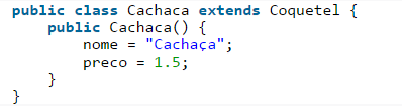 public class Cachaca extends Coquetel {
    public Cachaca() {
        nome = "Cachaça";
        preco = 1.5;
    }
}